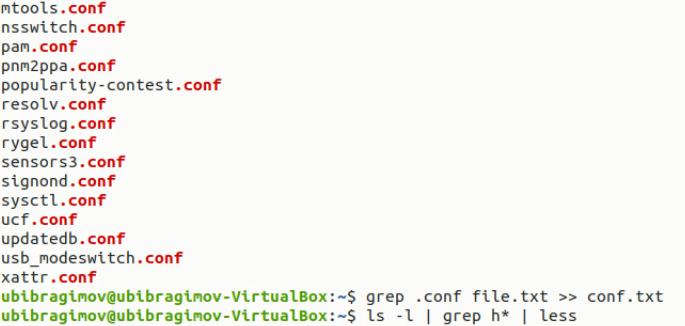 mtools.conf
nsswitch.conf
pam.conf
pnm2ppa.conf
popularity-contest.conf
resolv.conf
rsyslog.conf
rygel.conf
sensors3.conf
signond.conf
sysctl.conf
ucf.conf
updatedb.conf
usb_modeswitch.conf
xattr.conf
ubibragimov@ubibragimov-VirtualBox:~$ grep .conf file.txt >> conf.txt
ubibragimov@ubibragimov-VirtualBox:~$ ls -l | grep h* | less